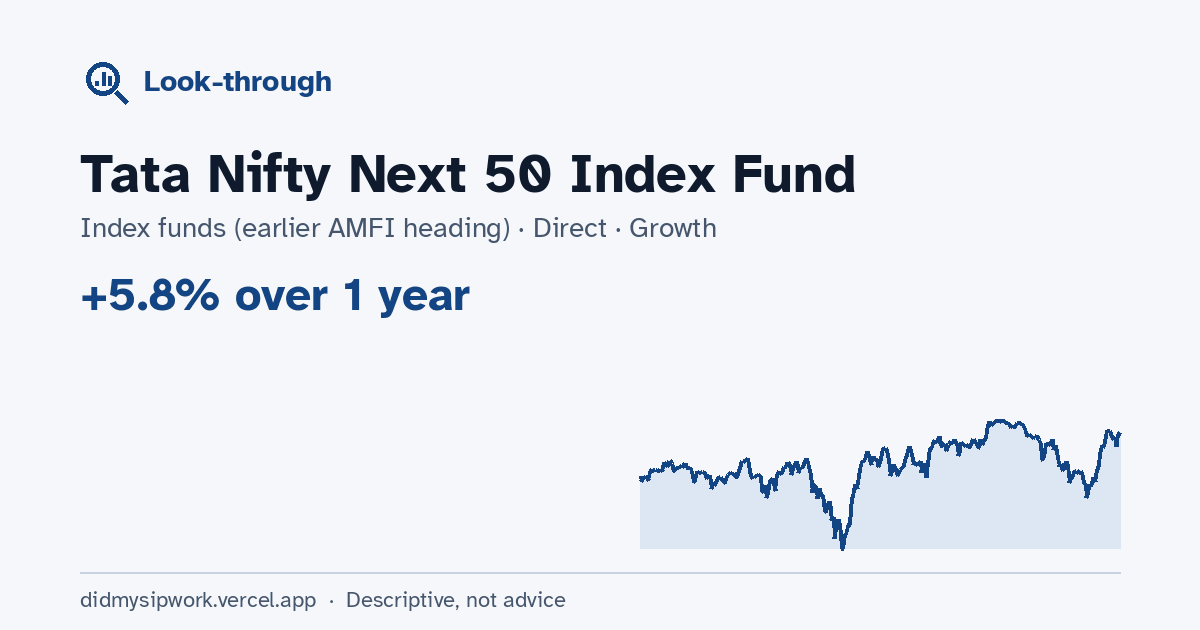 Look-through
Tata Nifty Next 50 Index Fund
Index funds (earlier AMFI heading) · Direct · Growth
+5.8% over 1 year
didmysipwork.vercel.app · Descriptive, not advice